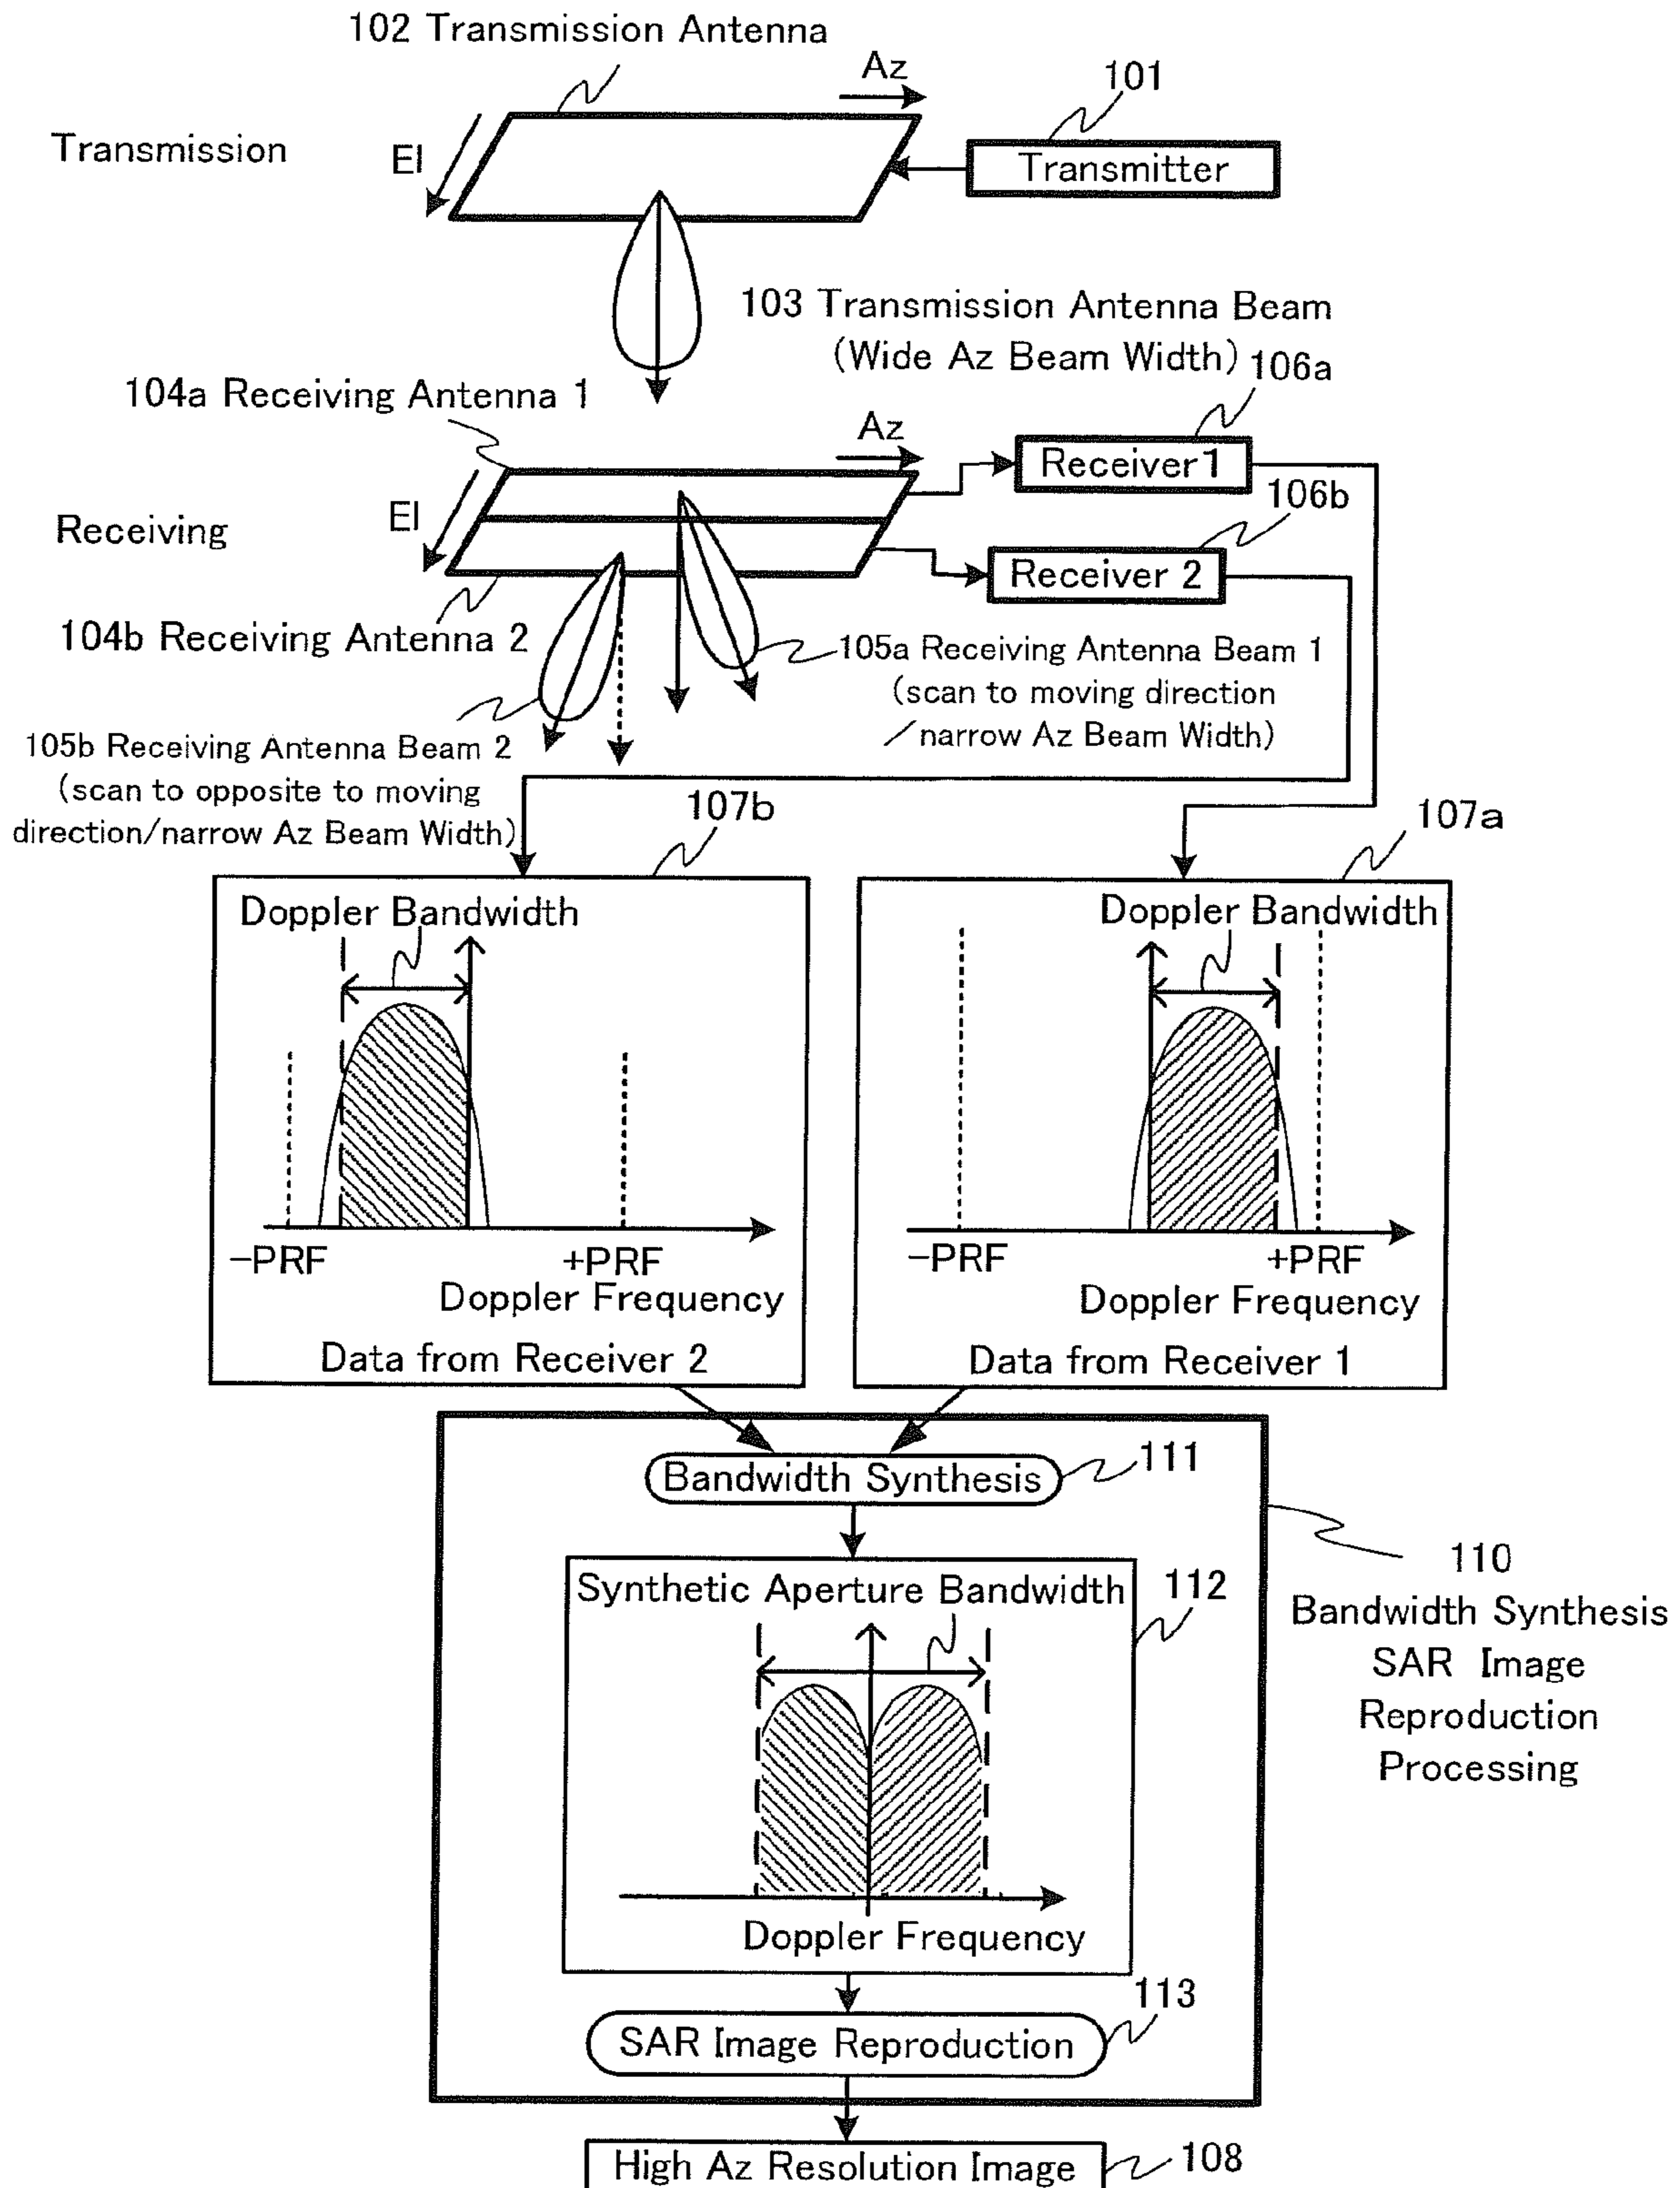 102 Transmission Antenna
Az
101
Transmission
El
Transmitter
103 Transmission Antenna Beam
(Wide Az Beam Width)
106a
104a Receiving Antenna 1
Az
Receiver 1
106b
El
Receiving
Receiver 2
104b Receiving Antenna 2
105a Receiving Antenna Beam 1
(scan to moving direction
/narrow Az Beam Width)
105b Receiving Antenna Beam 2
(scan to opposite to moving
direction/narrow Az Beam Width)
107b
107a
Doppler Bandwidth
-PRF
+PRF
Doppler Frequency
Data from Receiver 2
Doppler Bandwidth
-PRF
+PRF
Doppler Frequency
Data from Receiver 1
Bandwidth Synthesis
111
Synthetic Aperture Bandwidth
112
Doppler Frequency
110
Bandwidth Synthesis
SAR Image
Reproduction
Processing
113
SAR Image Reproduction
High Az Resolution Image
108